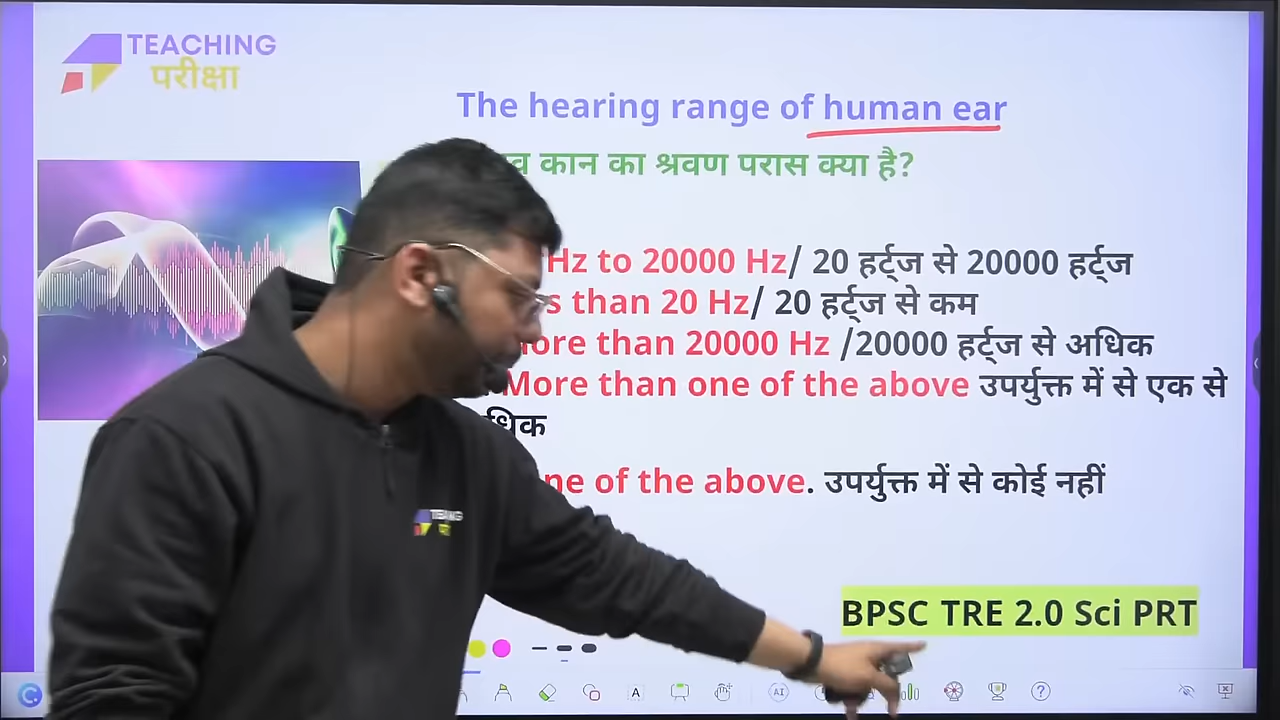 TEACHING
परीक्षा
The hearing range of human ear
कान का श्रवण परास क्या है?
Hz to 20000 Hz/ 20 हर्ट्ज से 20000 हर्ट्ज
than 20 Hz/ 20 हर्ट्ज से कम
than 20000 Hz /20000 हर्ट्ज से अधिक
More than one of the above उपर्युक्त में से एक से
of the above. उपर्युक्त में से कोई नहीं
BPSC TRE 2.0 Sci PRT
A
AI
?